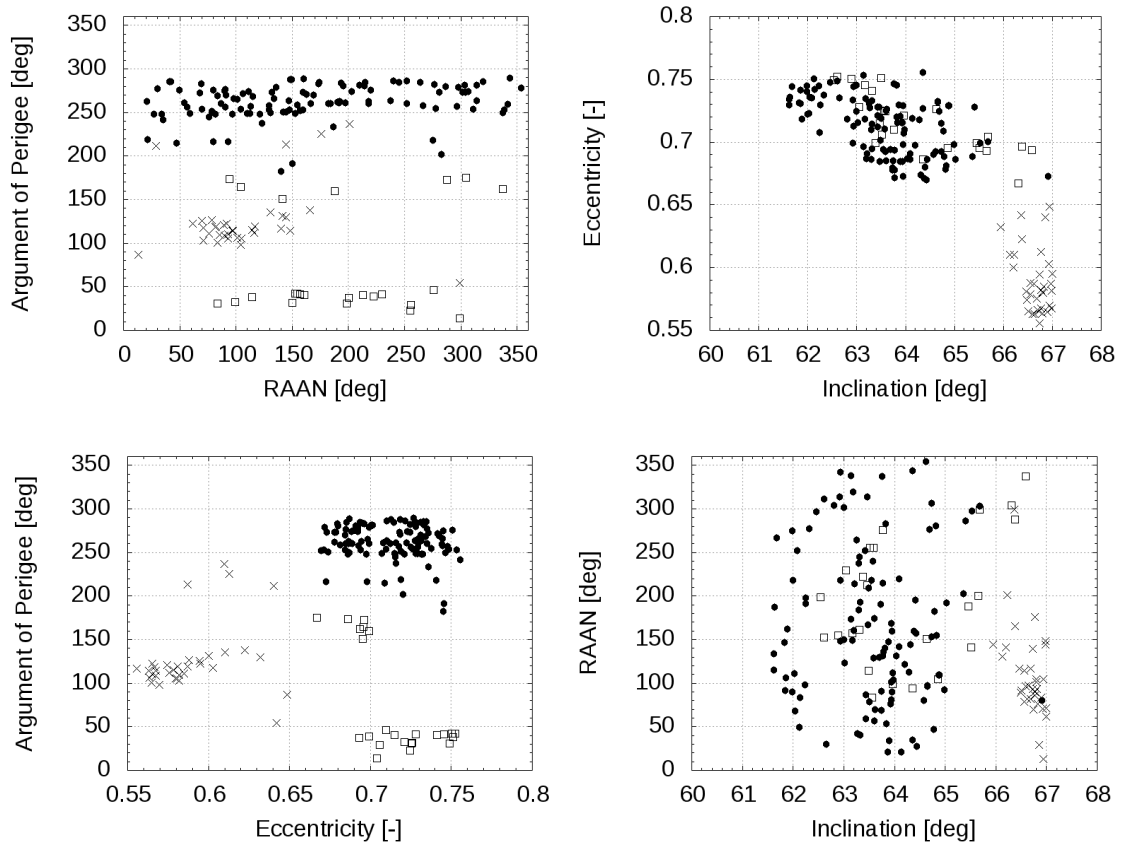 350
300
250
200
150
100
50
0
Argument of Perigee [deg]
0 50 100 150 200 250 300 350
RAAN [deg]
0.8
0.75
0.7
0.65
0.6
0.55
Eccentricity [-]
60 61 62 63 64 65 66 67 68
Inclination [deg]
350
300
250
200
150
100
50
0
Argument of Perigee [deg]
0.55 0.6 0.65 0.7 0.75 0.8
Eccentricity [-]
350
300
250
200
150
100
50
0
RAAN [deg]
60 61 62 63 64 65 66 67 68
Inclination [deg]